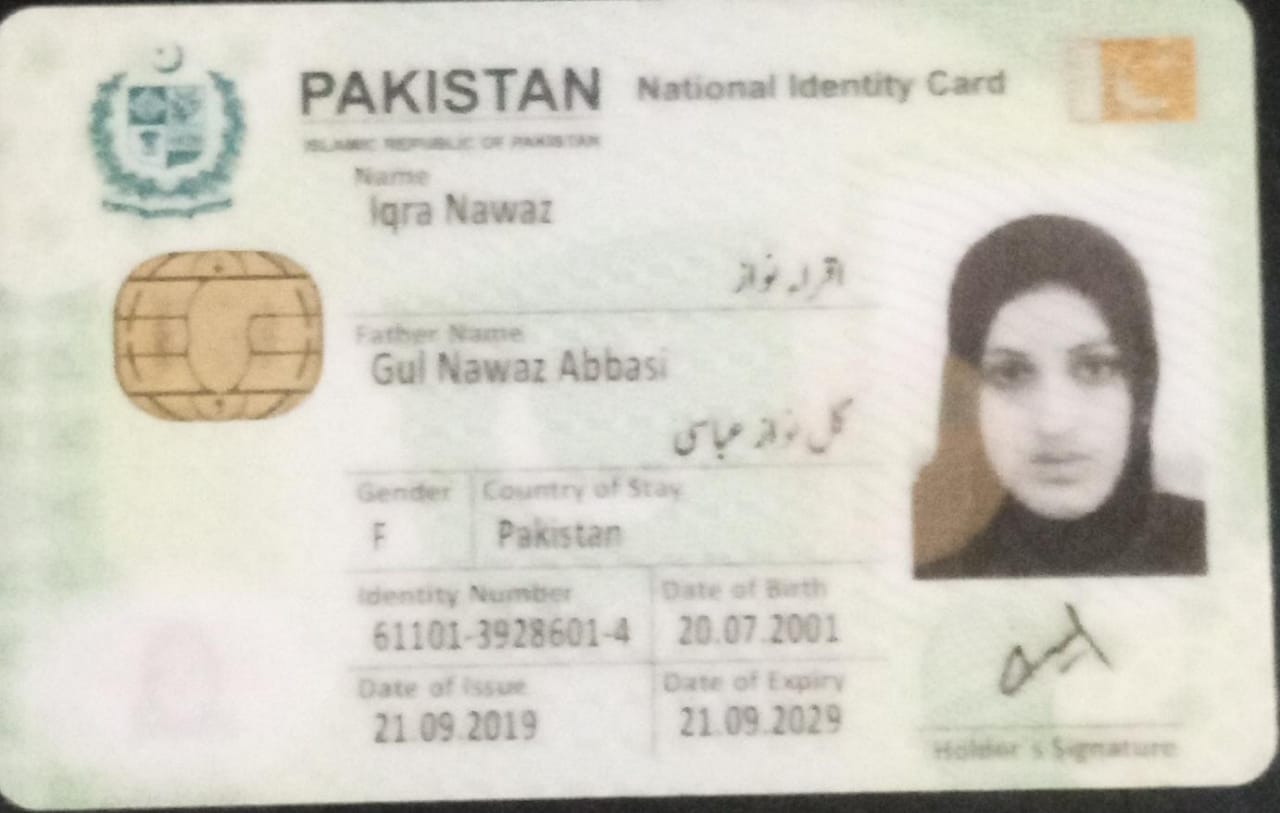 PAKISTAN National Identity Card
ISLAMIC REPUBLIC OF PAKISTAN
Name
Iqra Nawaz
اقراء نواز
Father Name
Gul Nawaz Abbasi
گل نواز عباسی
Gender Country of Stay
F Pakistan
Identity Number Date of Birth
61101-3928601-4 20.07.2001
Date of Issue Date of Expiry
21.09.2019 21.09.2029
Holder's Signature